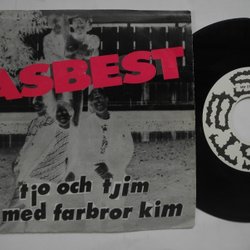 ASBEST
tjo och tjim
med farbror kim